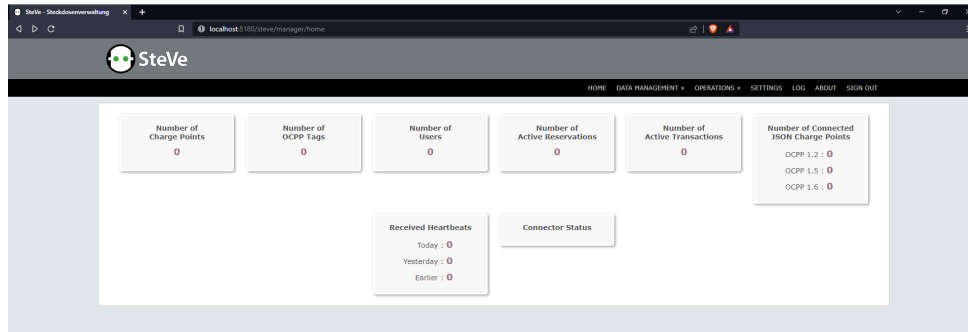 SteVe - Steckdosenverwaltung
localhost:8180/steve/manager/home
SteVe
HOME DATA MANAGEMENT » OPERATIONS » SETTINGS LOG ABOUT SIGN OUT
Number of
Charge Points
0
Number of
OCPP Tags
0
Number of
Users
0
Number of
Active Reservations
0
Number of
Active Transactions
0
Number of Connected
JSON Charge Points
OCPP 1.2 : 0
OCPP 1.5 : 0
OCPP 1.6 : 0
Received Heartbeats
Today : 0
Yesterday : 0
Earlier : 0
Connector Status